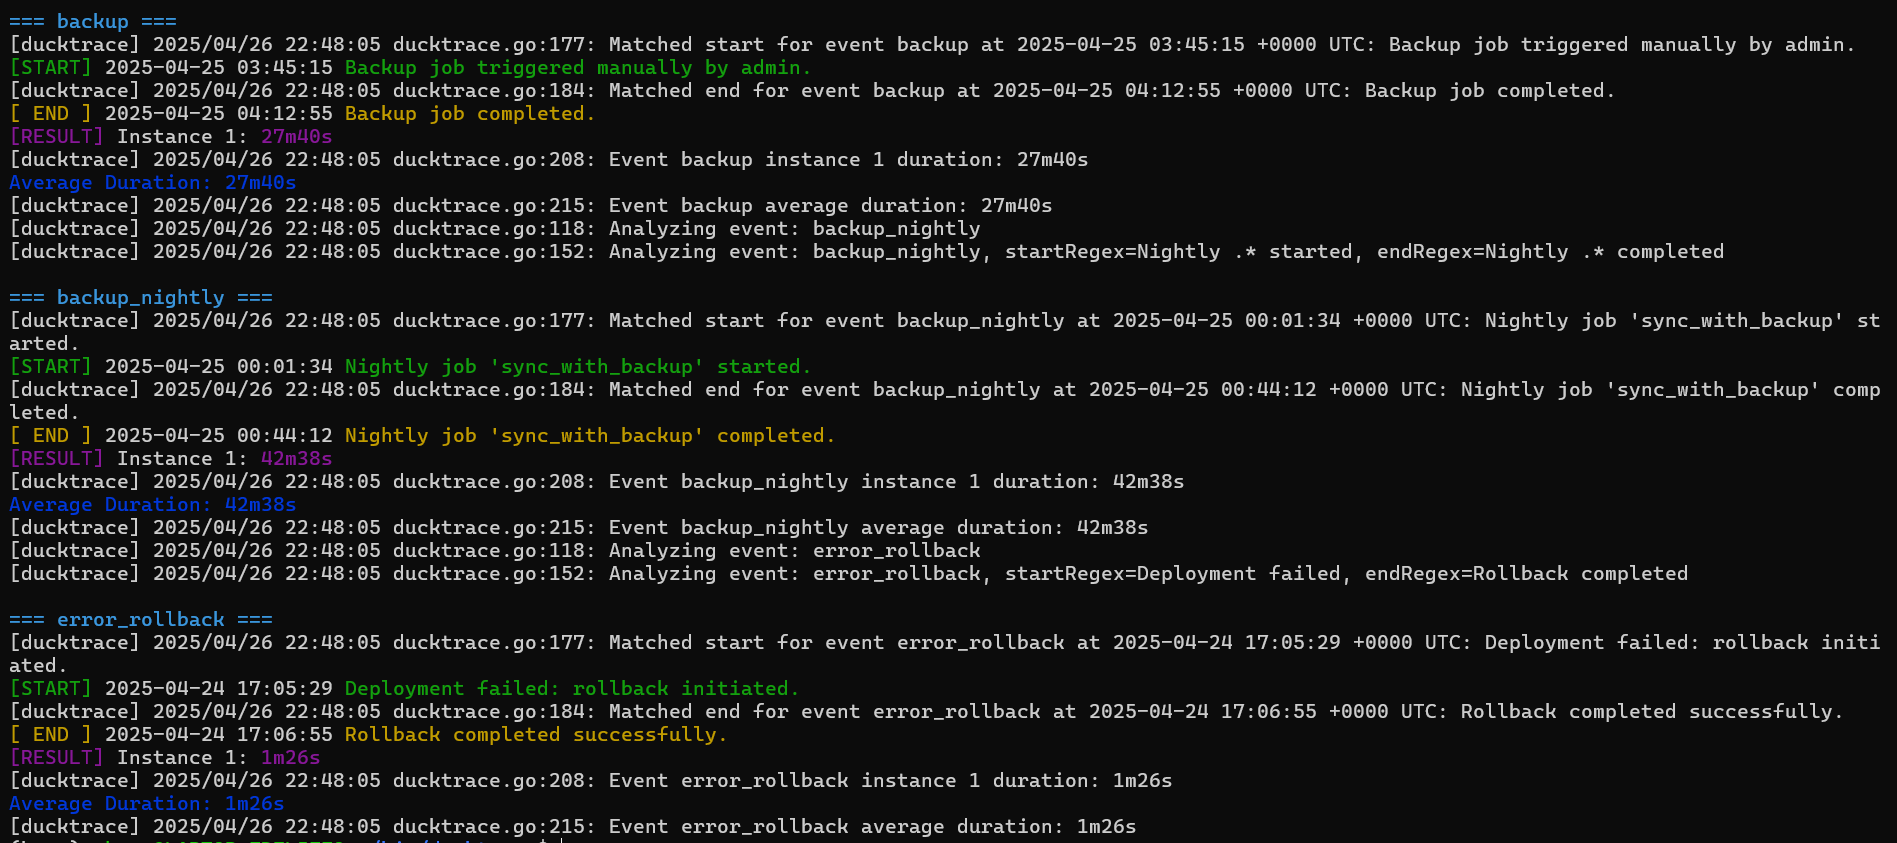 === backup ===
[ducktrace] 2025/04/26 22:48:05 ducktrace.go:177: Matched start for event backup at 2025-04-25 03:45:15 +0000 UTC: Backup job triggered manually by admin.
[START] 2025-04-25 03:45:15 Backup job triggered manually by admin.
[ducktrace] 2025/04/26 22:48:05 ducktrace.go:184: Matched end for event backup at 2025-04-25 04:12:55 +0000 UTC: Backup job completed.
[ END ] 2025-04-25 04:12:55 Backup job completed.
[RESULT] Instance 1: 27m40s
[ducktrace] 2025/04/26 22:48:05 ducktrace.go:208: Event backup instance 1 duration: 27m40s
Average Duration: 27m40s
[ducktrace] 2025/04/26 22:48:05 ducktrace.go:215: Event backup average duration: 27m40s
[ducktrace] 2025/04/26 22:48:05 ducktrace.go:118: Analyzing event: backup_nightly
[ducktrace] 2025/04/26 22:48:05 ducktrace.go:152: Analyzing event: backup_nightly, startRegex=Nightly .* started, endRegex=Nightly .* completed
=== backup_nightly ===
[ducktrace] 2025/04/26 22:48:05 ducktrace.go:177: Matched start for event backup_nightly at 2025-04-25 00:01:34 +0000 UTC: Nightly job 'sync_with_backup' st
arted.
[START] 2025-04-25 00:01:34 Nightly job 'sync_with_backup' started.
[ducktrace] 2025/04/26 22:48:05 ducktrace.go:184: Matched end for event backup_nightly at 2025-04-25 00:44:12 +0000 UTC: Nightly job 'sync_with_backup' comp
leted.
[ END ] 2025-04-25 00:44:12 Nightly job 'sync_with_backup' completed.
[RESULT] Instance 1: 42m38s
[ducktrace] 2025/04/26 22:48:05 ducktrace.go:208: Event backup_nightly instance 1 duration: 42m38s
Average Duration: 42m38s
[ducktrace] 2025/04/26 22:48:05 ducktrace.go:215: Event backup_nightly average duration: 42m38s
[ducktrace] 2025/04/26 22:48:05 ducktrace.go:118: Analyzing event: error_rollback
[ducktrace] 2025/04/26 22:48:05 ducktrace.go:152: Analyzing event: error_rollback, startRegex=Deployment failed, endRegex=Rollback completed
=== error_rollback ===
[ducktrace] 2025/04/26 22:48:05 ducktrace.go:177: Matched start for event error_rollback at 2025-04-24 17:05:29 +0000 UTC: Deployment failed: rollback initi
ated.
[START] 2025-04-24 17:05:29 Deployment failed: rollback initiated.
[ducktrace] 2025/04/26 22:48:05 ducktrace.go:184: Matched end for event error_rollback at 2025-04-24 17:06:55 +0000 UTC: Rollback completed successfully.
[ END ] 2025-04-24 17:06:55 Rollback completed successfully.
[RESULT] Instance 1: 1m26s
[ducktrace] 2025/04/26 22:48:05 ducktrace.go:208: Event error_rollback instance 1 duration: 1m26s
Average Duration: 1m26s
[ducktrace] 2025/04/26 22:48:05 ducktrace.go:215: Event error_rollback average duration: 1m26s